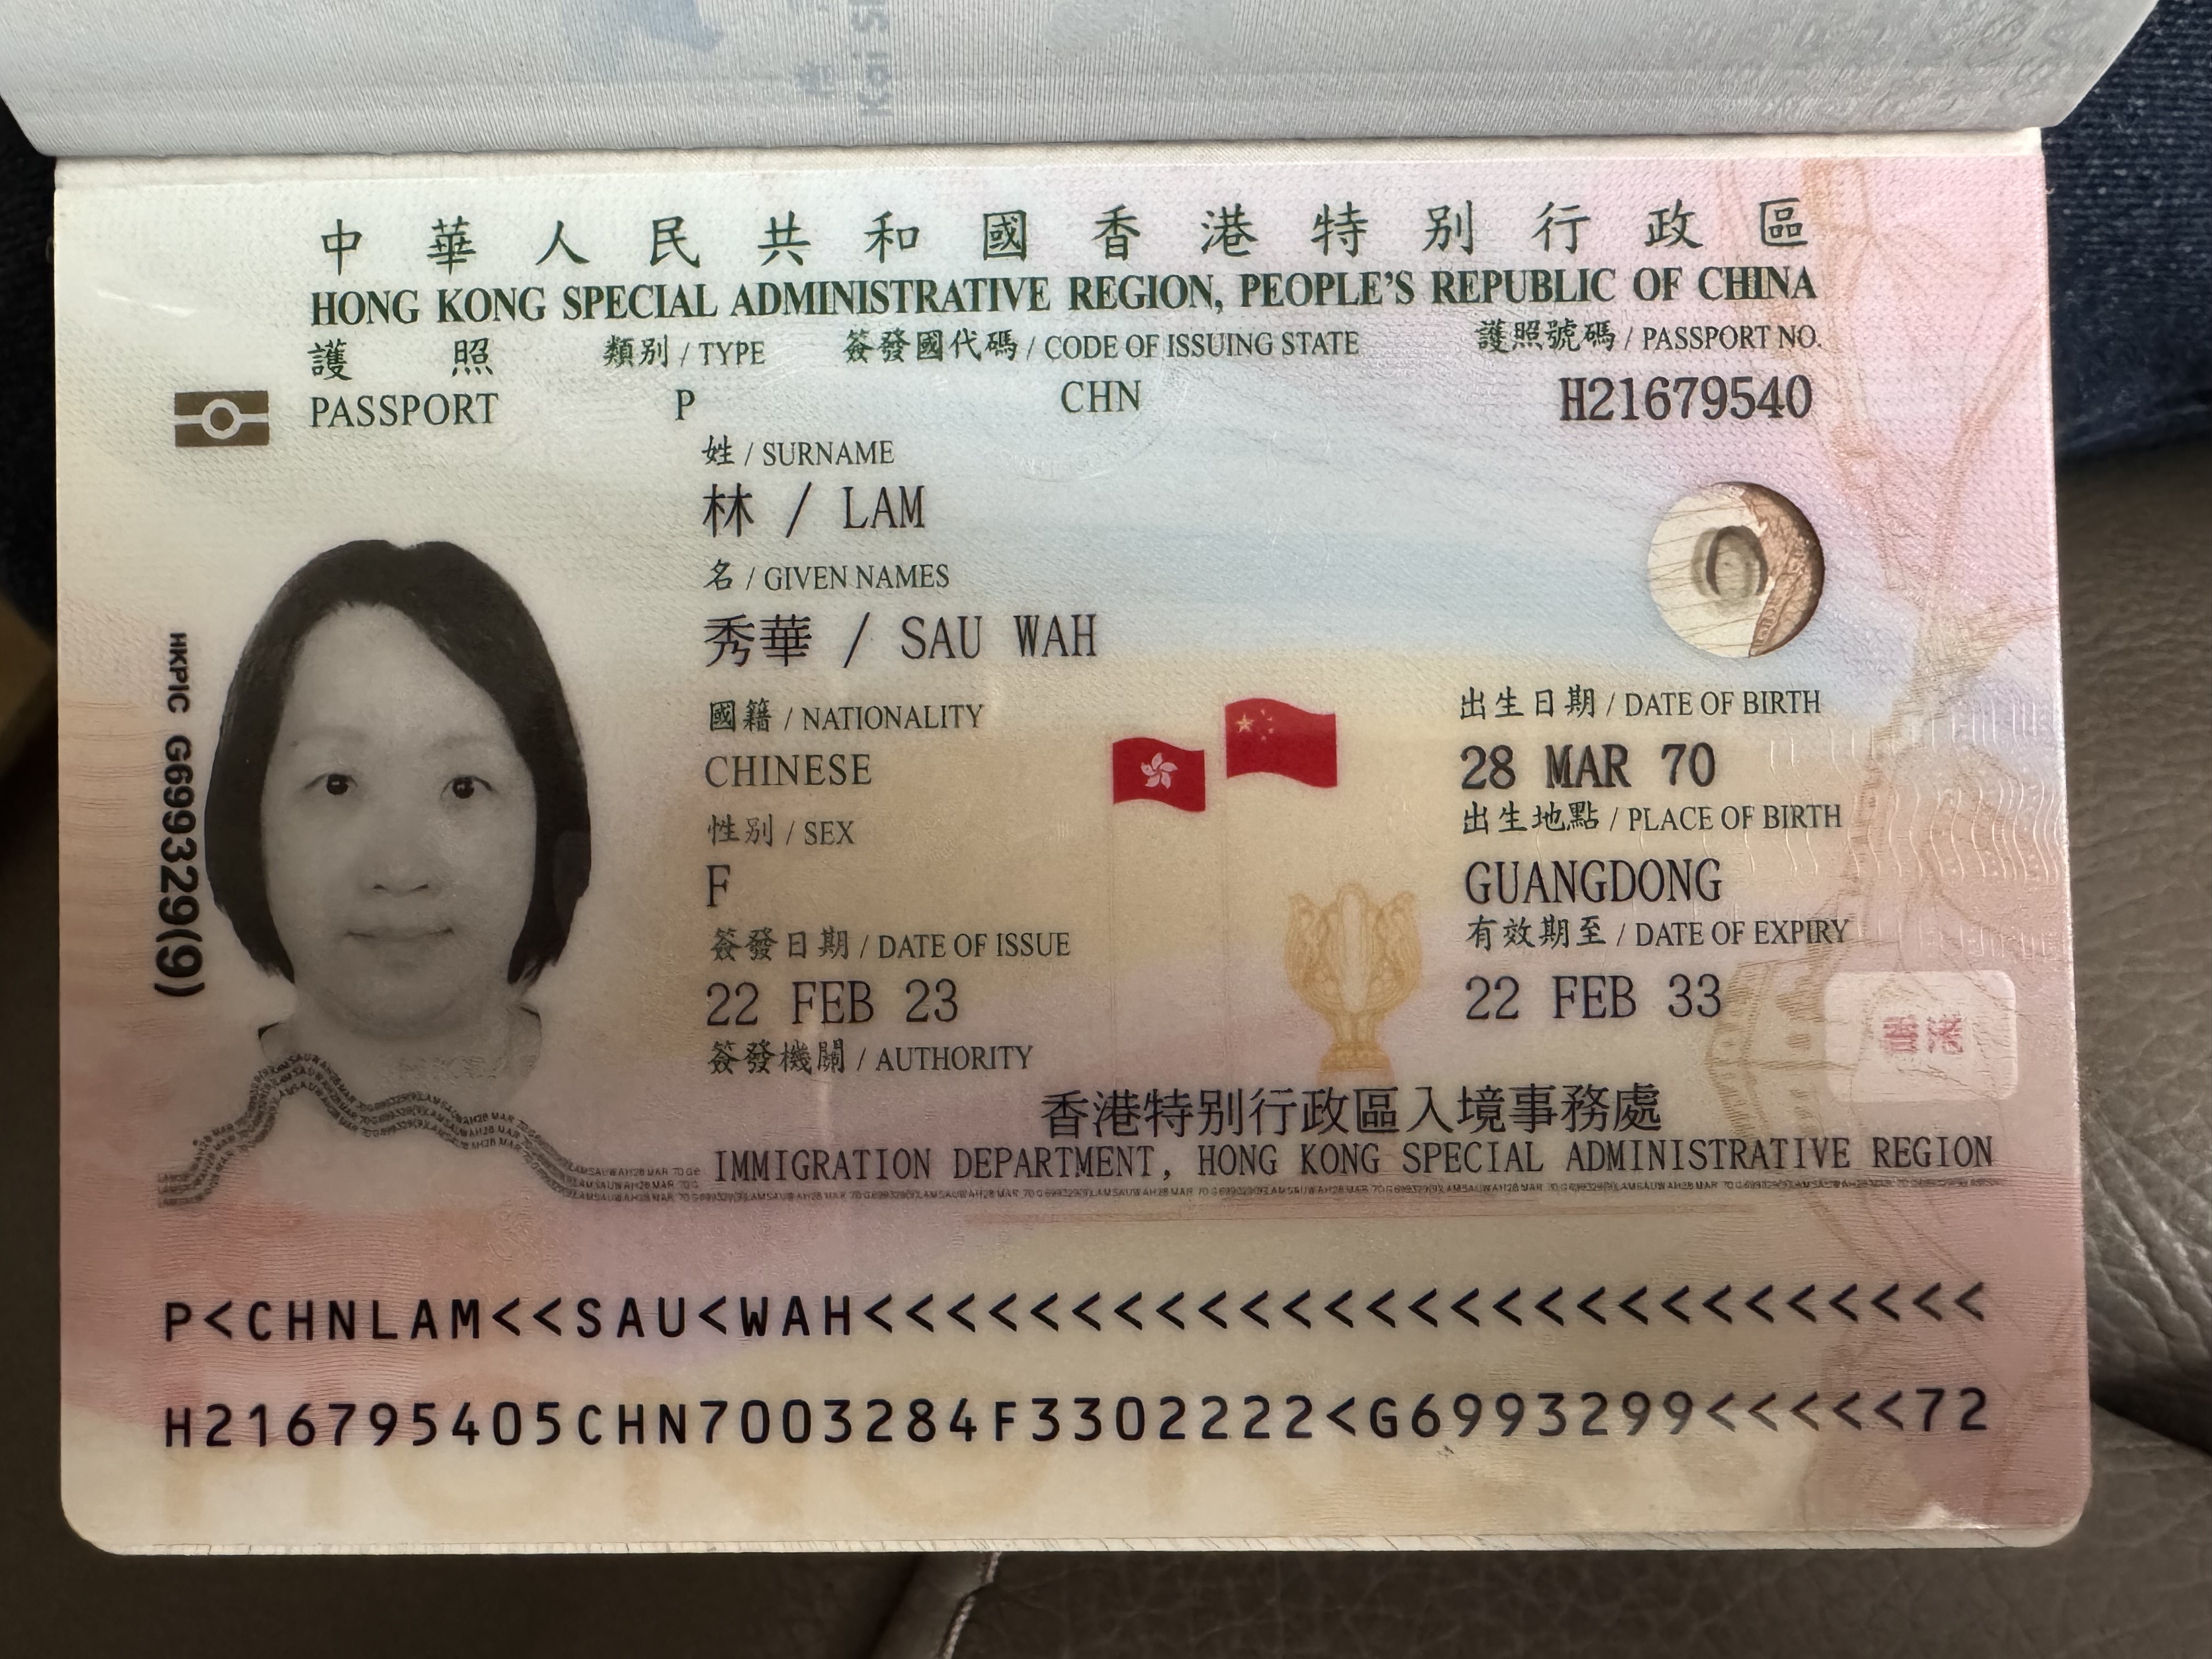 中華人民共和國香港特別行政區
HONG KONG SPECIAL ADMINISTRATIVE REGION, PEOPLE'S REPUBLIC OF CHINA
護照 類別 / TYPE 簽發國代碼 / CODE OF ISSUING STATE 護照號碼 / PASSPORT NO.
PASSPORT P CHN H21679540
姓 / SURNAME
林 / LAM
名 / GIVEN NAMES
秀華 / SAU WAH
國籍 / NATIONALITY 出生日期 / DATE OF BIRTH
CHINESE 28 MAR 70
性別 / SEX 出生地點 / PLACE OF BIRTH
F GUANGDONG
簽發日期 / DATE OF ISSUE 有效期至 / DATE OF EXPIRY
22 FEB 23 22 FEB 33
簽發機關 / AUTHORITY
香港特別行政區入境事務處
IMMIGRATION DEPARTMENT, HONG KONG SPECIAL ADMINISTRATIVE REGION
HKPIC G699329(9)
香港
P<CHNLAM<<SAU<WAH<<<<<<<<<<<<<<<<<<<<<<<<<<<
H216795405CHN7003284F3302222<G6993299<<<<<72